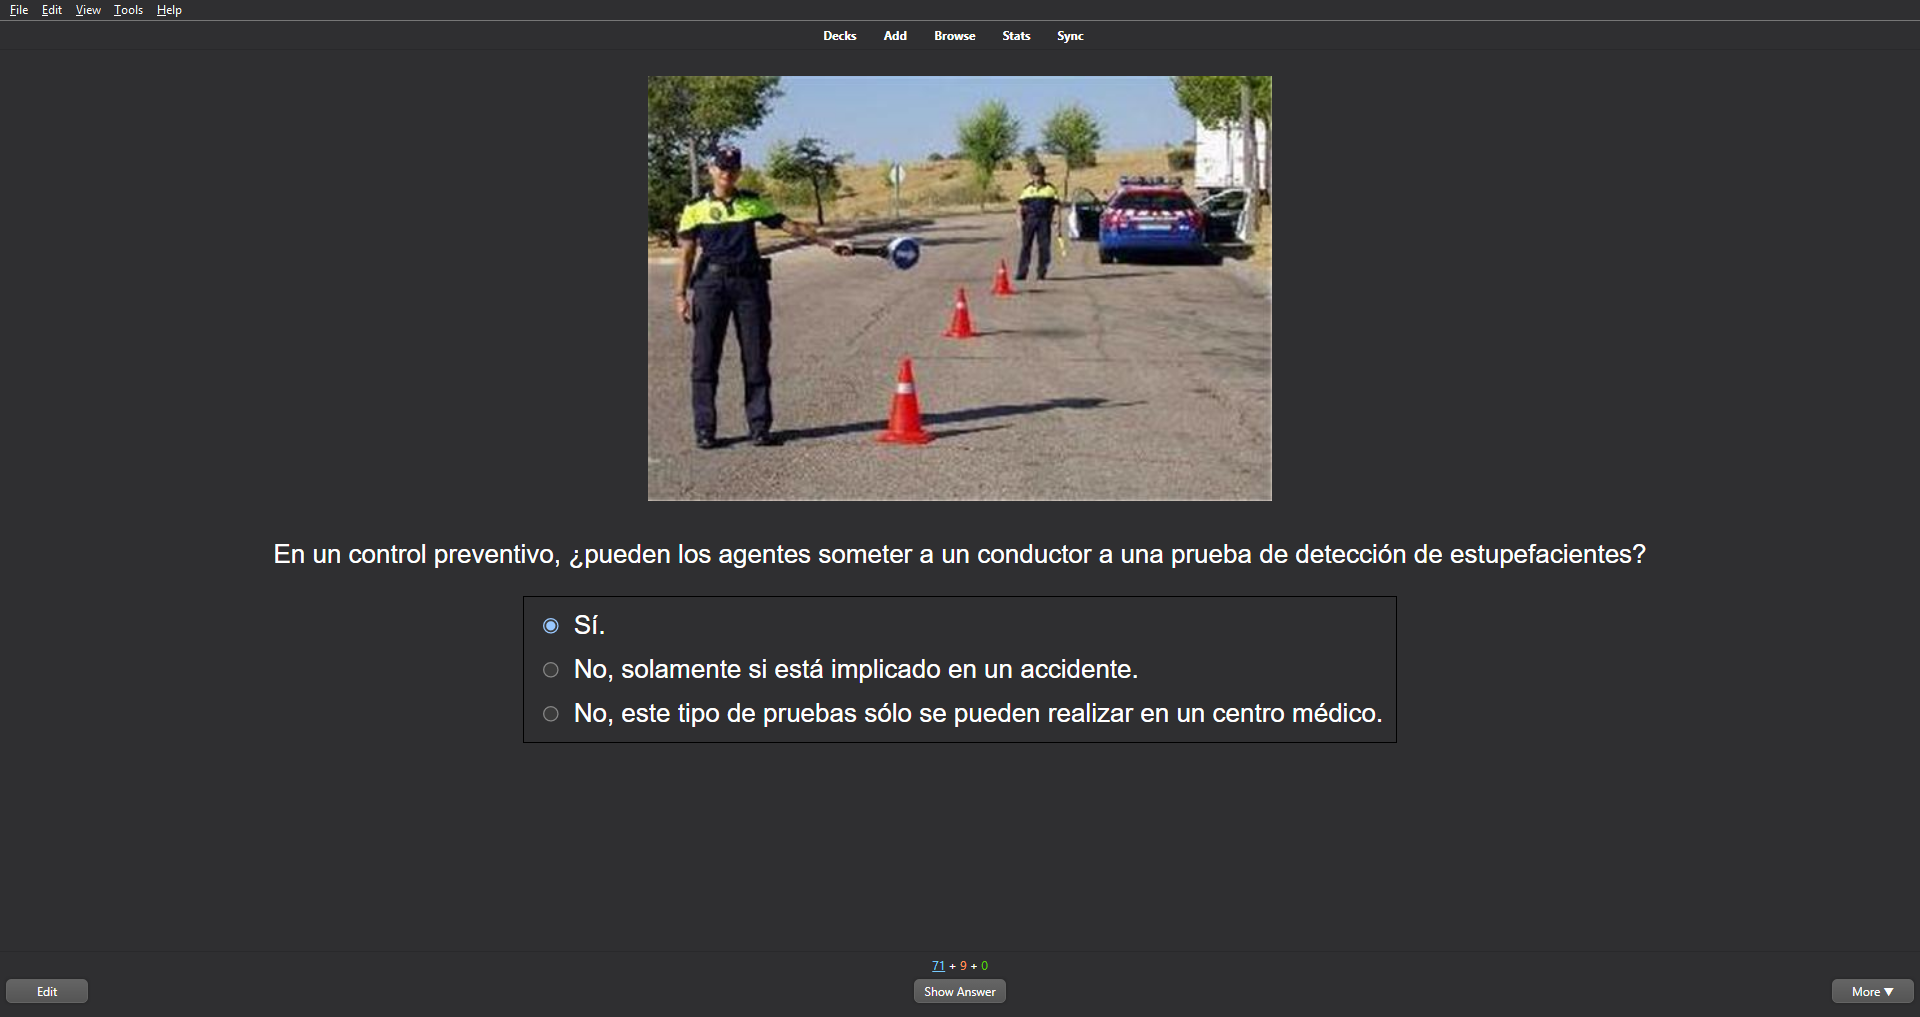 File Edit View Tools Help
Decks Add Browse Stats Sync
En un control preventivo, ¿pueden los agentes someter a un conductor a una prueba de detección de estupefacientes?
Sí.
No, solamente si está implicado en un accidente.
No, este tipo de pruebas sólo se pueden realizar en un centro médico.
71 + 9 + 0
Edit Show Answer More ▼